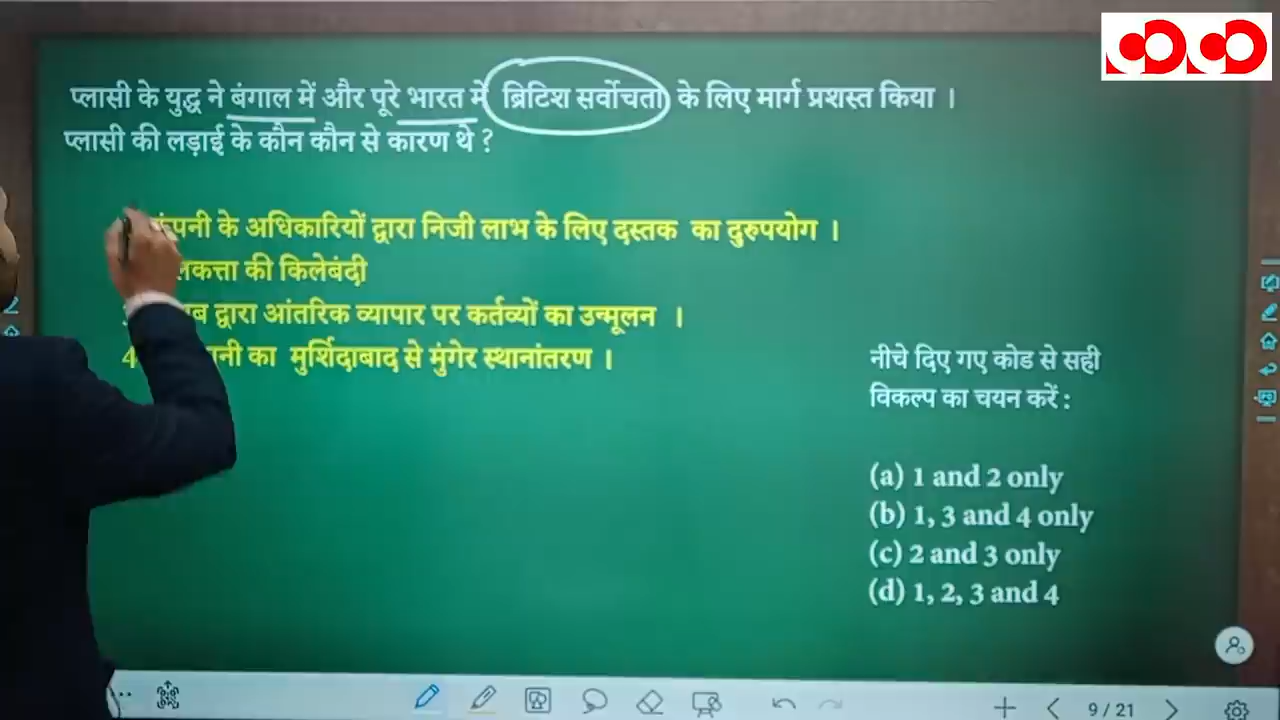 प्लासी के युद्ध ने बंगाल में और पूरे भारत में ब्रिटिश सर्वोचता के लिए मार्ग प्रशस्त किया ।
प्लासी की लड़ाई के कौन कौन से कारण थे ?
के अधिकारियों द्वारा निजी लाभ के लिए दस्तक का दुरुपयोग ।
की किलेबंदी
द्वारा आंतरिक व्यापार पर कर्तव्यों का उन्मूलन ।
4 का मुर्शिदाबाद से मुंगेर स्थानांतरण ।
नीचे दिए गए कोड से सही
विकल्प का चयन करें :
(a) 1 and 2 only
(b) 1, 3 and 4 only
(c) 2 and 3 only
(d) 1, 2, 3 and 4
9 / 21